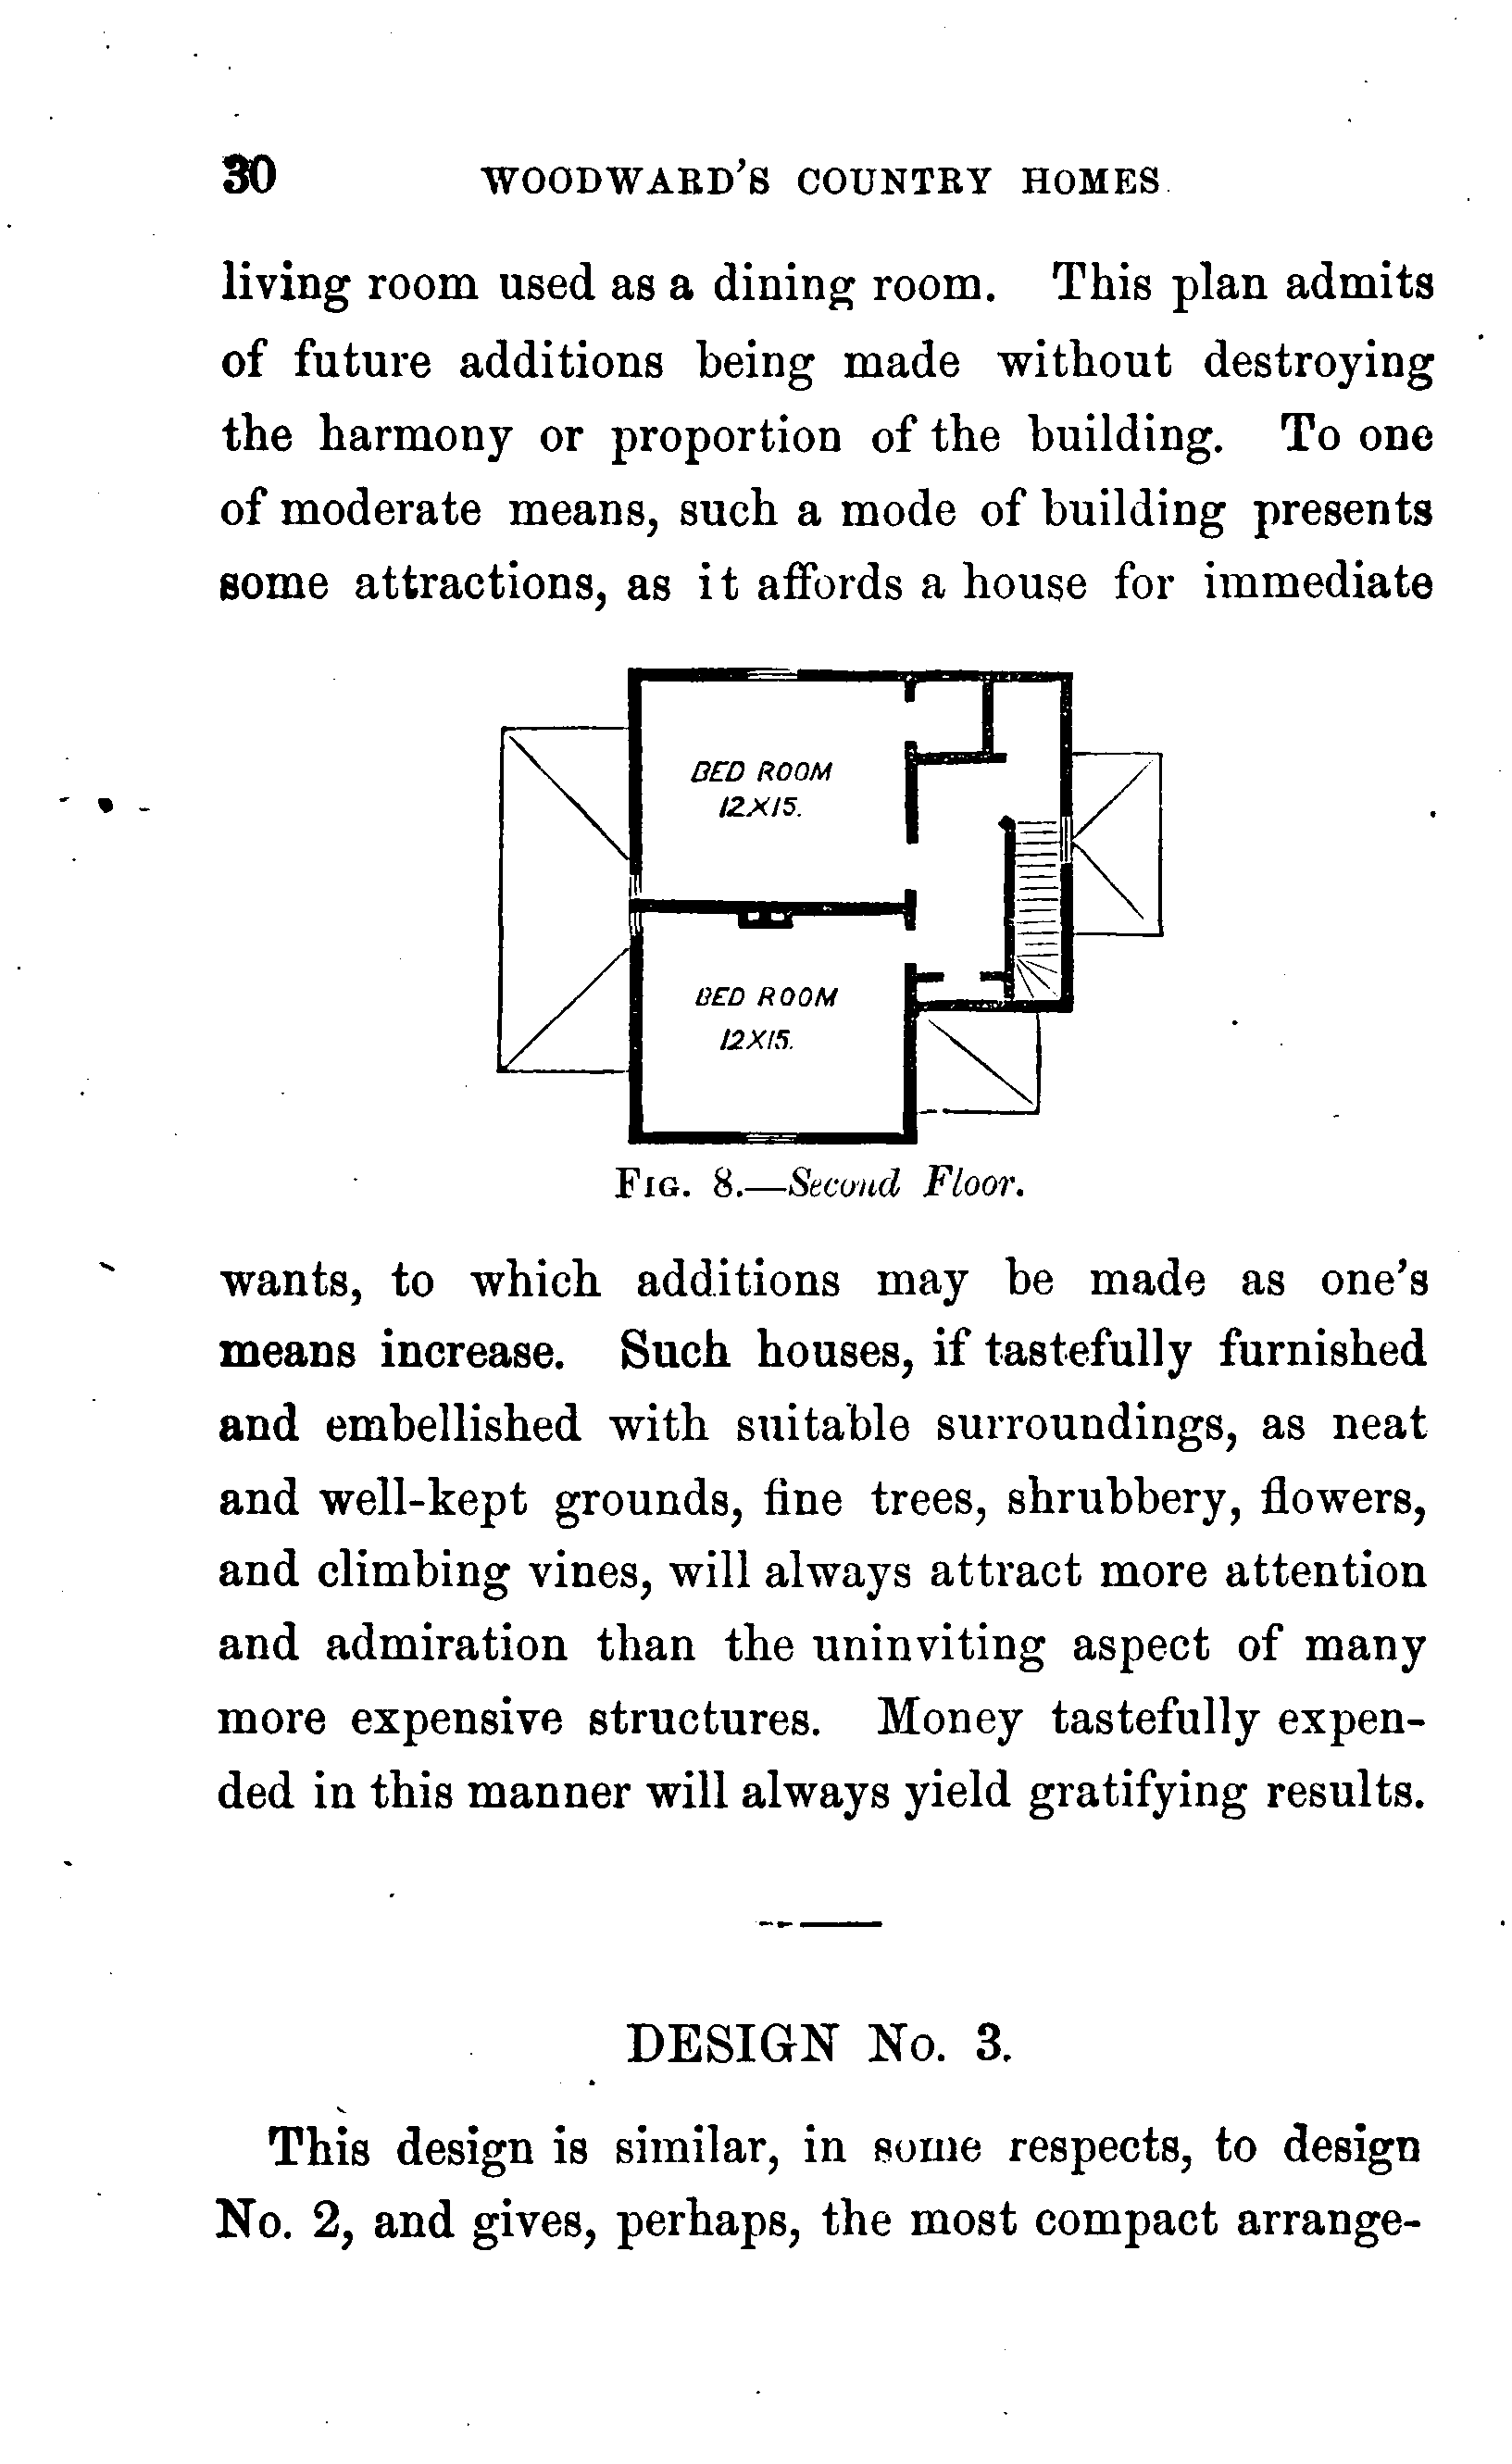 30 WOODWARD'S COUNTRY HOMES
living room used as a dining room. This plan admits
of future additions being made without destroying
the harmony or proportion of the building. To one
of moderate means, such a mode of building presents
some attractions, as it affords a house for immediate
BED ROOM
12X15.
BED ROOM
12X15.
FIG. 8.—Second Floor.
wants, to which additions may be made as one's
means increase. Such houses, if tastefully furnished
and embellished with suitable surroundings, as neat
and well-kept grounds, fine trees, shrubbery, flowers,
and climbing vines, will always attract more attention
and admiration than the uninviting aspect of many
more expensive structures. Money tastefully expen-
ded in this manner will always yield gratifying results.
DESIGN No. 3.
This design is similar, in some respects, to design
No. 2, and gives, perhaps, the most compact arrange-